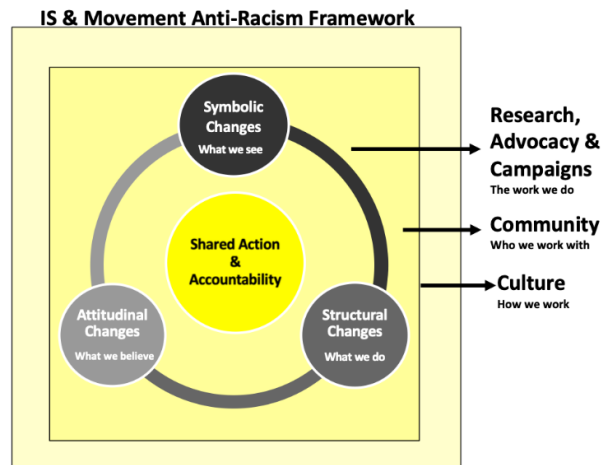 IS & Movement Anti-Racism Framework
Symbolic
Changes
What we see
Shared Action
&
Accountability
Attitudinal
Changes
What we believe
Structural
Changes
What we do
Research,
Advocacy &
Campaigns
The work we do
Community
Who we work with
Culture
How we work